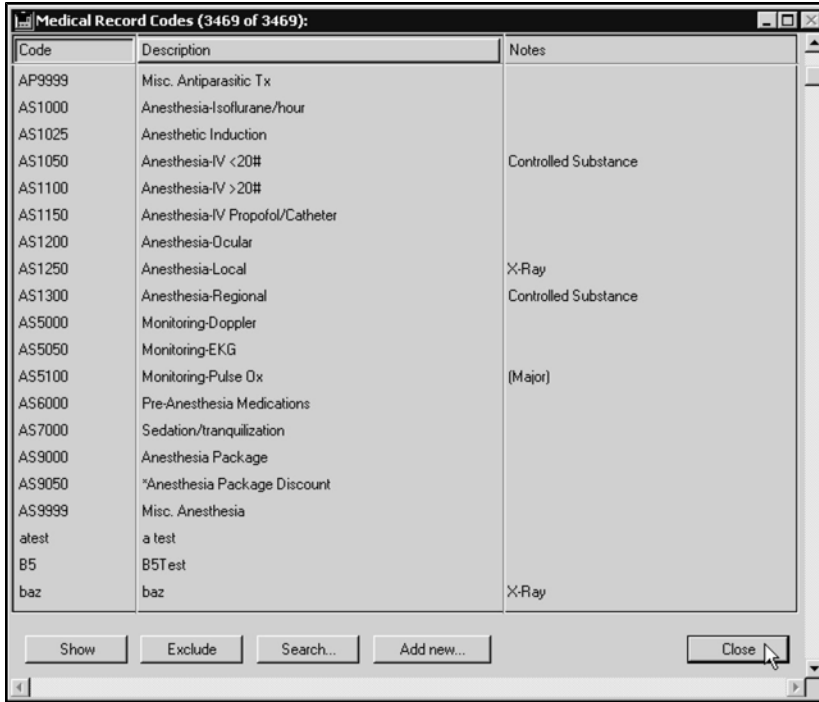 Medical Record Codes (3469 of 3469):
Code Description Notes
AP9999 Misc. Antiparasitic Tx
AS1000 Anesthesia-Isoflurane/hour
AS1025 Anesthetic Induction
AS1050 Anesthesia-IV <20# Controlled Substance
AS1100 Anesthesia-IV >20#
AS1150 Anesthesia-IV Propofol/Catheter
AS1200 Anesthesia-Ocular
AS1250 Anesthesia-Local X-Ray
AS1300 Anesthesia-Regional Controlled Substance
AS5000 Monitoring-Doppler
AS5050 Monitoring-EKG
AS5100 Monitoring-Pulse Ox (Major)
AS6000 Pre-Anesthesia Medications
AS7000 Sedation/tranquilization
AS9000 Anesthesia Package
AS9050 *Anesthesia Package Discount
AS9999 Misc. Anesthesia
atest a test
B5 B5Test
baz baz X-Ray
Show Exclude Search... Add new... Close